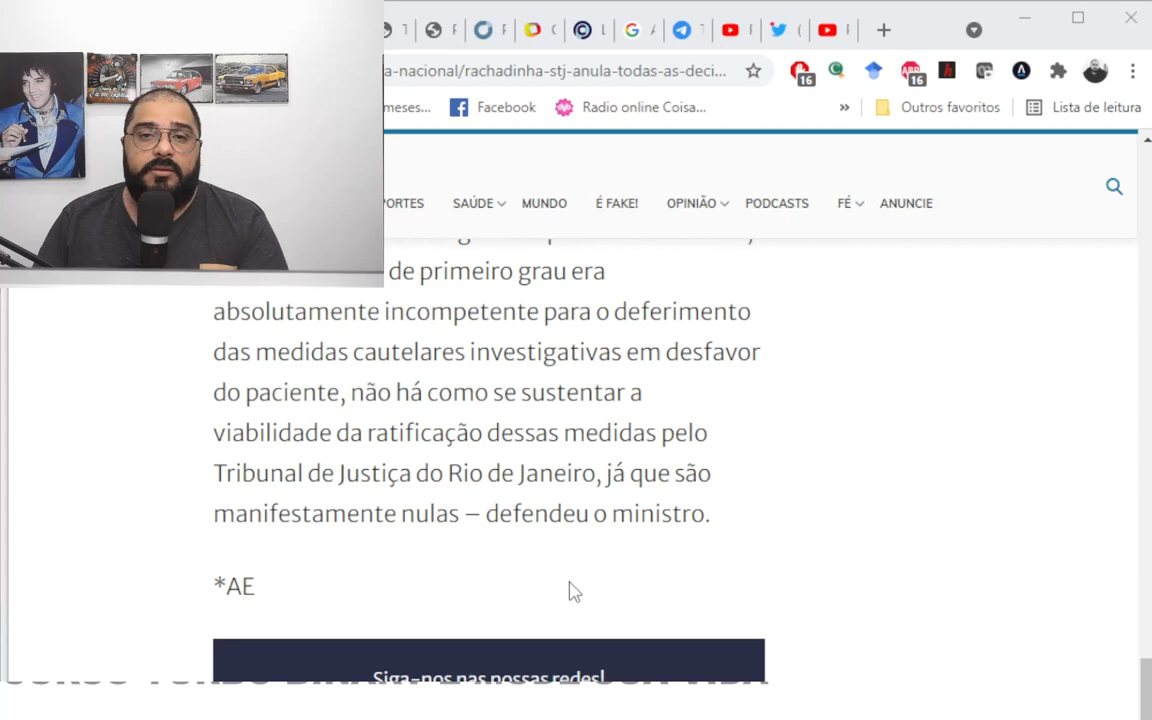 a-nacional/rachadinha-stj-anula-todas-as-deci...
16
16
meses...
Facebook
Radio online Coisa...
»
Outros favoritos
Lista de leitura
PORTES
SAÚDE
MUNDO
É FAKE!
OPINIÃO
PODCASTS
FÉ
ANUNCIE
de primeiro grau era
absolutamente incompetente para o deferimento
das medidas cautelares investigativas em desfavor
do paciente, não há como se sustentar a
viabilidade da ratificação dessas medidas pelo
Tribunal de Justiça do Rio de Janeiro, já que são
manifestamente nulas – defendeu o ministro.
*AE
Siga-nos nas nossas redes!